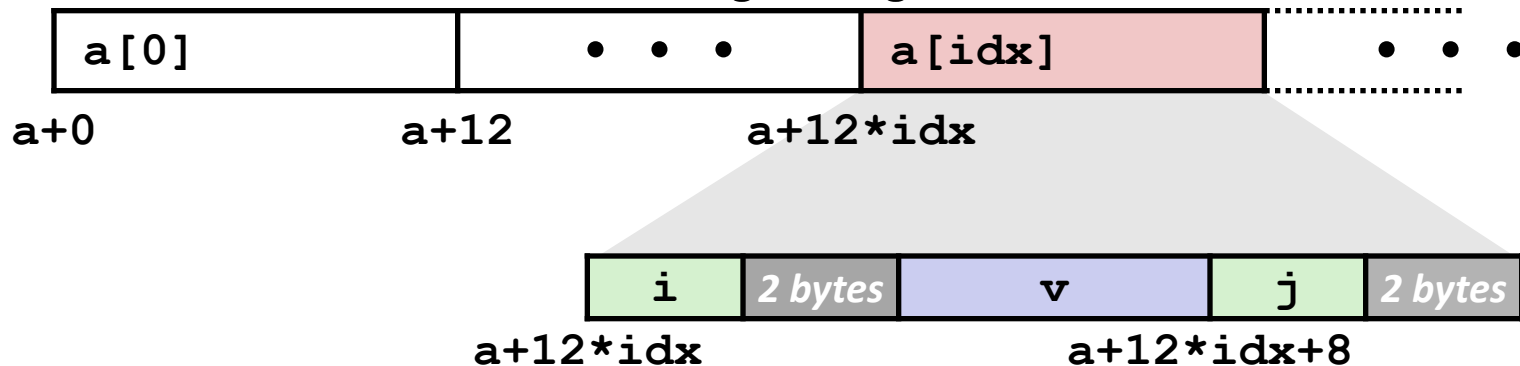 a[0] • • • a[idx] • • •
a+0 a+12 a+12*idx
i 2 bytes v j 2 bytes
a+12*idx a+12*idx+8